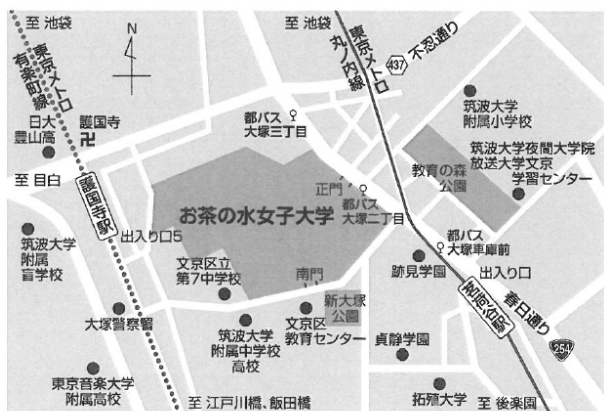 至 池袋
東京メトロ
有楽町線
日大
豊山高
護国寺
至 目白
護国寺駅
出入り口5
筑波大学
附属
盲学校
大塚警察署
東京音楽大学
附属高校
至 池袋
東京メトロ
丸ノ内線
437
不忍通り
都バス
大塚三丁目
筑波大学
附属小学校
筑波大学夜間大学院
放送大学文京
学習センター
教育の森
公園
正門
お茶の水女子大学
都バス
大塚二丁目
都バス
大塚車庫前
跡見学園
出入り口
茗荷谷駅
春日通り
254
文京区立
第7中学校
南門
新大塚
公園
筑波大学
附属中学校
高校
文京区
教育センター
貞静学園
拓殖大学
至 江戸川橋、飯田橋
至 後楽園